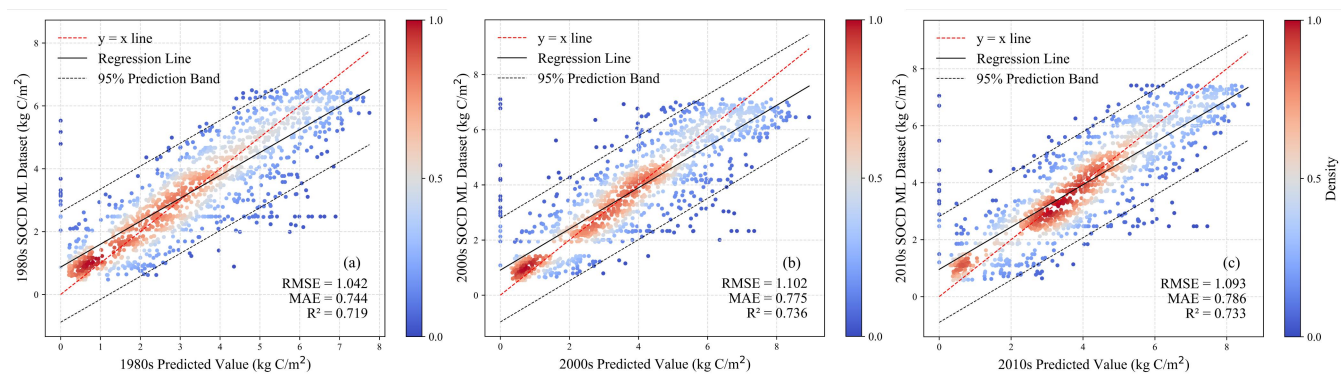 y = x line
Regression Line
95% Prediction Band
8
6
4
2
0
1980s SOCD ML Dataset (kg C/m²)
(a)
RMSE = 1.042
MAE = 0.744
R² = 0.719
0 1 2 3 4 5 6 7 8
1980s Predicted Value (kg C/m²)
1.0
0.5
0.0
y = x line
Regression Line
95% Prediction Band
8
6
4
2
0
2000s SOCD ML Dataset (kg C/m²)
(b)
RMSE = 1.102
MAE = 0.775
R² = 0.736
0 2 4 6 8
2000s Predicted Value (kg C/m²)
1.0
0.5
0.0
y = x line
Regression Line
95% Prediction Band
8
6
4
2
0
2010s SOCD ML Dataset (kg C/m²)
(c)
RMSE = 1.093
MAE = 0.786
R² = 0.733
0 2 4 6 8
2010s Predicted Value (kg C/m²)
1.0
0.5
0.0
Density